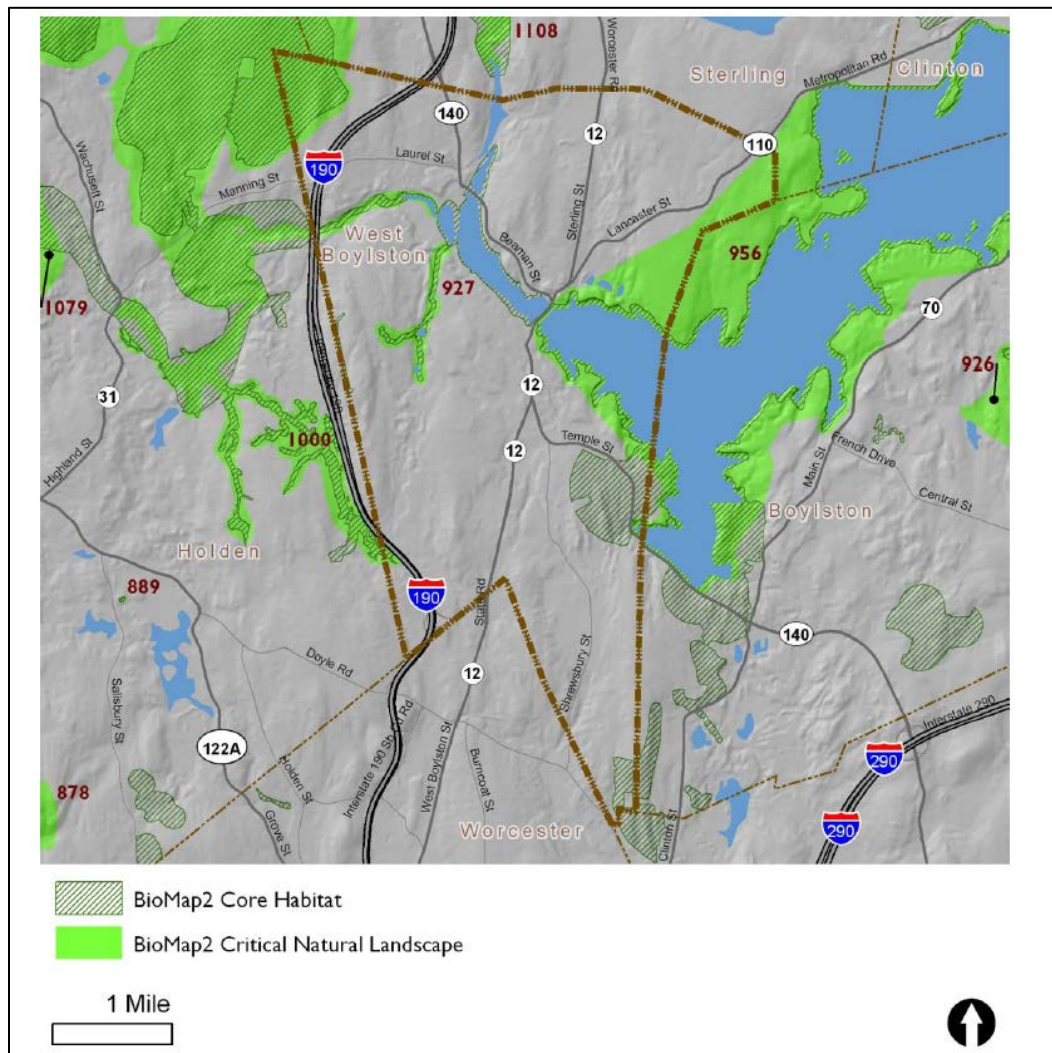 1108
Worcester Rd
Sterling
Metropolitan Rd
Clinton
140
12
110
Wachusett St
190
Laurel St
Manning St
Sterling St
Lancaster St
West
Boylston
Beaman St
956
927
1079
70
926
31
12
12
1000
Temple St
Main St
French Drive
Central St
Highland St
Boylston
Holden
190
889
State Rd
140
Doyle Rd
12
Shrewsbury St
Salisbury St
Interstate 290
122A
Holden St
Interstate 190 Sb Rd
West Boylston St
Burncoat St
290
878
Grove St
Worcester
Clinton St
290
BioMap2 Core Habitat
BioMap2 Critical Natural Landscape
1 Mile